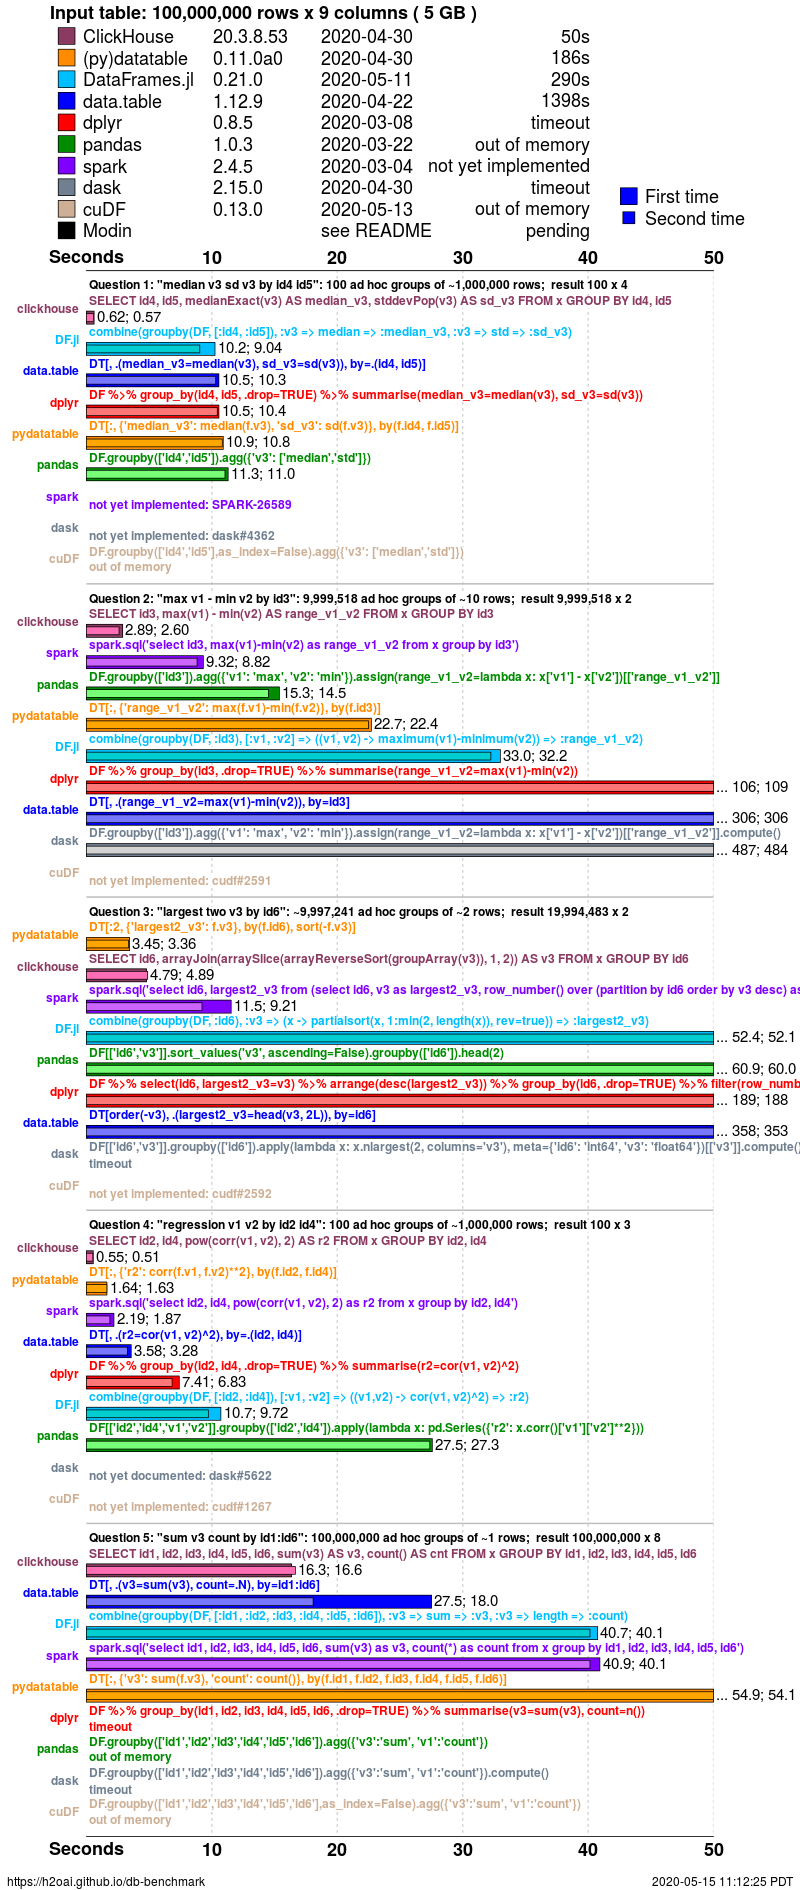 Input table: 100,000,000 rows x 9 columns ( 5 GB )
ClickHouse 20.3.8.53 2020-04-30 50s
(py)datatable 0.11.0a0 2020-04-30 186s
DataFrames.jl 0.21.0 2020-05-11 290s
data.table 1.12.9 2020-04-22 1398s
dplyr 0.8.5 2020-03-08 timeout
pandas 1.0.3 2020-03-22 out of memory
spark 2.4.5 2020-03-04 not yet implemented
dask 2.15.0 2020-04-30 timeout
First time
cuDF 0.13.0 2020-05-13 out of memory
Second time
Modin see README pending
Seconds 10 20 30 40 50
Question 1: "median v3 sd v3 by id4 id5": 100 ad hoc groups of ~1,000,000 rows; result 100 x 4
SELECT id4, id5, medianExact(v3) AS median_v3, stddevPop(v3) AS sd_v3 FROM x GROUP BY id4, id5
clickhouse 0.62; 0.57
combine(groupby(DF, [:id4, :id5]), :v3 => median => :median_v3, :v3 => std => :sd_v3)
DF.jl 10.2; 9.04
DT[, .(median_v3=median(v3), sd_v3=sd(v3)), by=.(id4, id5)]
data.table 10.5; 10.3
DF %>% group_by(id4, id5, .drop=TRUE) %>% summarise(median_v3=median(v3), sd_v3=sd(v3))
dplyr 10.5; 10.4
DT[:, {'median_v3': median(f.v3), 'sd_v3': sd(f.v3)}, by(f.id4, f.id5)]
pydatatable 10.9; 10.8
DF.groupby(['id4','id5']).agg({'v3': ['median','std']})
pandas 11.3; 11.0
spark not yet implemented: SPARK-26589
dask not yet implemented: dask#4362
DF.groupby(['id4','id5'],as_index=False).agg({'v3': ['median','std']})
cuDF out of memory
Question 2: "max v1 - min v2 by id3": 9,999,518 ad hoc groups of ~10 rows; result 9,999,518 x 2
SELECT id3, max(v1) - min(v2) AS range_v1_v2 FROM x GROUP BY id3
clickhouse 2.89; 2.60
spark.sql('select id3, max(v1)-min(v2) as range_v1_v2 from x group by id3')
spark 9.32; 8.82
DF.groupby(['id3']).agg({'v1': 'max', 'v2': 'min'}).assign(range_v1_v2=lambda x: x['v1'] - x['v2'])[['range_v1_v2']]
pandas 15.3; 14.5
DT[:, {'range_v1_v2': max(f.v1)-min(f.v2)}, by(f.id3)]
pydatatable 22.7; 22.4
combine(groupby(DF, :id3), [:v1, :v2] => ((v1, v2) -> maximum(v1)-minimum(v2)) => :range_v1_v2)
DF.jl 33.0; 32.2
DF %>% group_by(id3, .drop=TRUE) %>% summarise(range_v1_v2=max(v1)-min(v2))
dplyr ... 106; 109
DT[, .(range_v1_v2=max(v1)-min(v2)), by=id3]
data.table ... 306; 306
DF.groupby(['id3']).agg({'v1': 'max', 'v2': 'min'}).assign(range_v1_v2=lambda x: x['v1'] - x['v2'])[['range_v1_v2']].compute()
dask ... 487; 484
cuDF not yet implemented: cudf#2591
Question 3: "largest two v3 by id6": ~9,997,241 ad hoc groups of ~2 rows; result 19,994,483 x 2
DT[:2, {'largest2_v3': f.v3}, by(f.id6), sort(-f.v3)]
pydatatable 3.45; 3.36
SELECT id6, arrayJoin(arraySlice(arrayReverseSort(groupArray(v3)), 1, 2)) AS v3 FROM x GROUP BY id6
clickhouse 4.79; 4.89
spark.sql('select id6, largest2_v3 from (select id6, v3 as largest2_v3, row_number() over (partition by id6 order by v3 desc) as
spark 11.5; 9.21
combine(groupby(DF, :id6), :v3 => (x -> partialsort(x, 1:min(2, length(x)), rev=true)) => :largest2_v3)
DF.jl ... 52.4; 52.1
DF[['id6','v3']].sort_values('v3', ascending=False).groupby(['id6']).head(2)
pandas ... 60.9; 60.0
DF %>% select(id6, largest2_v3=v3) %>% arrange(desc(largest2_v3)) %>% group_by(id6, .drop=TRUE) %>% filter(row_numb
dplyr ... 189; 188
DT[order(-v3), .(largest2_v3=head(v3, 2L)), by=id6]
data.table ... 358; 353
DF[['id6','v3']].groupby(['id6']).apply(lambda x: x.nlargest(2, columns='v3'), meta={'id6': 'int64', 'v3': 'float64'})[['v3']].compute()
dask timeout
cuDF not yet implemented: cudf#2592
Question 4: "regression v1 v2 by id2 id4": 100 ad hoc groups of ~1,000,000 rows; result 100 x 3
SELECT id2, id4, pow(corr(v1, v2), 2) AS r2 FROM x GROUP BY id2, id4
clickhouse 0.55; 0.51
DT[:, {'r2': corr(f.v1, f.v2)**2}, by(f.id2, f.id4)]
pydatatable 1.64; 1.63
spark.sql('select id2, id4, pow(corr(v1, v2), 2) as r2 from x group by id2, id4')
spark 2.19; 1.87
DT[, .(r2=cor(v1, v2)^2), by=.(id2, id4)]
data.table 3.58; 3.28
DF %>% group_by(id2, id4, .drop=TRUE) %>% summarise(r2=cor(v1, v2)^2)
dplyr 7.41; 6.83
combine(groupby(DF, [:id2, :id4]), [:v1, :v2] => ((v1,v2) -> cor(v1, v2)^2) => :r2)
DF.jl 10.7; 9.72
DF[['id2','id4','v1','v2']].groupby(['id2','id4']).apply(lambda x: pd.Series({'r2': x.corr()['v1']['v2']**2}))
pandas 27.5; 27.3
dask not yet documented: dask#5622
cuDF not yet implemented: cudf#1267
Question 5: "sum v3 count by id1:id6": 100,000,000 ad hoc groups of ~1 rows; result 100,000,000 x 8
SELECT id1, id2, id3, id4, id5, id6, sum(v3) AS v3, count() AS cnt FROM x GROUP BY id1, id2, id3, id4, id5, id6
clickhouse 16.3; 16.6
DT[, .(v3=sum(v3), count=.N), by=id1:id6]
data.table 27.5; 18.0
combine(groupby(DF, [:id1, :id2, :id3, :id4, :id5, :id6]), :v3 => sum => :v3, :v3 => length => :count)
DF.jl 40.7; 40.1
spark.sql('select id1, id2, id3, id4, id5, id6, sum(v3) as v3, count(*) as count from x group by id1, id2, id3, id4, id5, id6')
spark 40.9; 40.1
DT[:, {'v3': sum(f.v3), 'count': count()}, by(f.id1, f.id2, f.id3, f.id4, f.id5, f.id6)]
pydatatable ... 54.9; 54.1
DF %>% group_by(id1, id2, id3, id4, id5, id6, .drop=TRUE) %>% summarise(v3=sum(v3), count=n())
dplyr timeout
DF.groupby(['id1','id2','id3','id4','id5','id6']).agg({'v3':'sum', 'v1':'count'})
pandas out of memory
DF.groupby(['id1','id2','id3','id4','id5','id6']).agg({'v3':'sum', 'v1':'count'}).compute()
dask timeout
DF.groupby(['id1','id2','id3','id4','id5','id6'],as_index=False).agg({'v3':'sum', 'v1':'count'})
cuDF out of memory
Seconds 10 20 30 40 50
https://h2oai.github.io/db-benchmark 2020-05-15 11:12:25 PDT